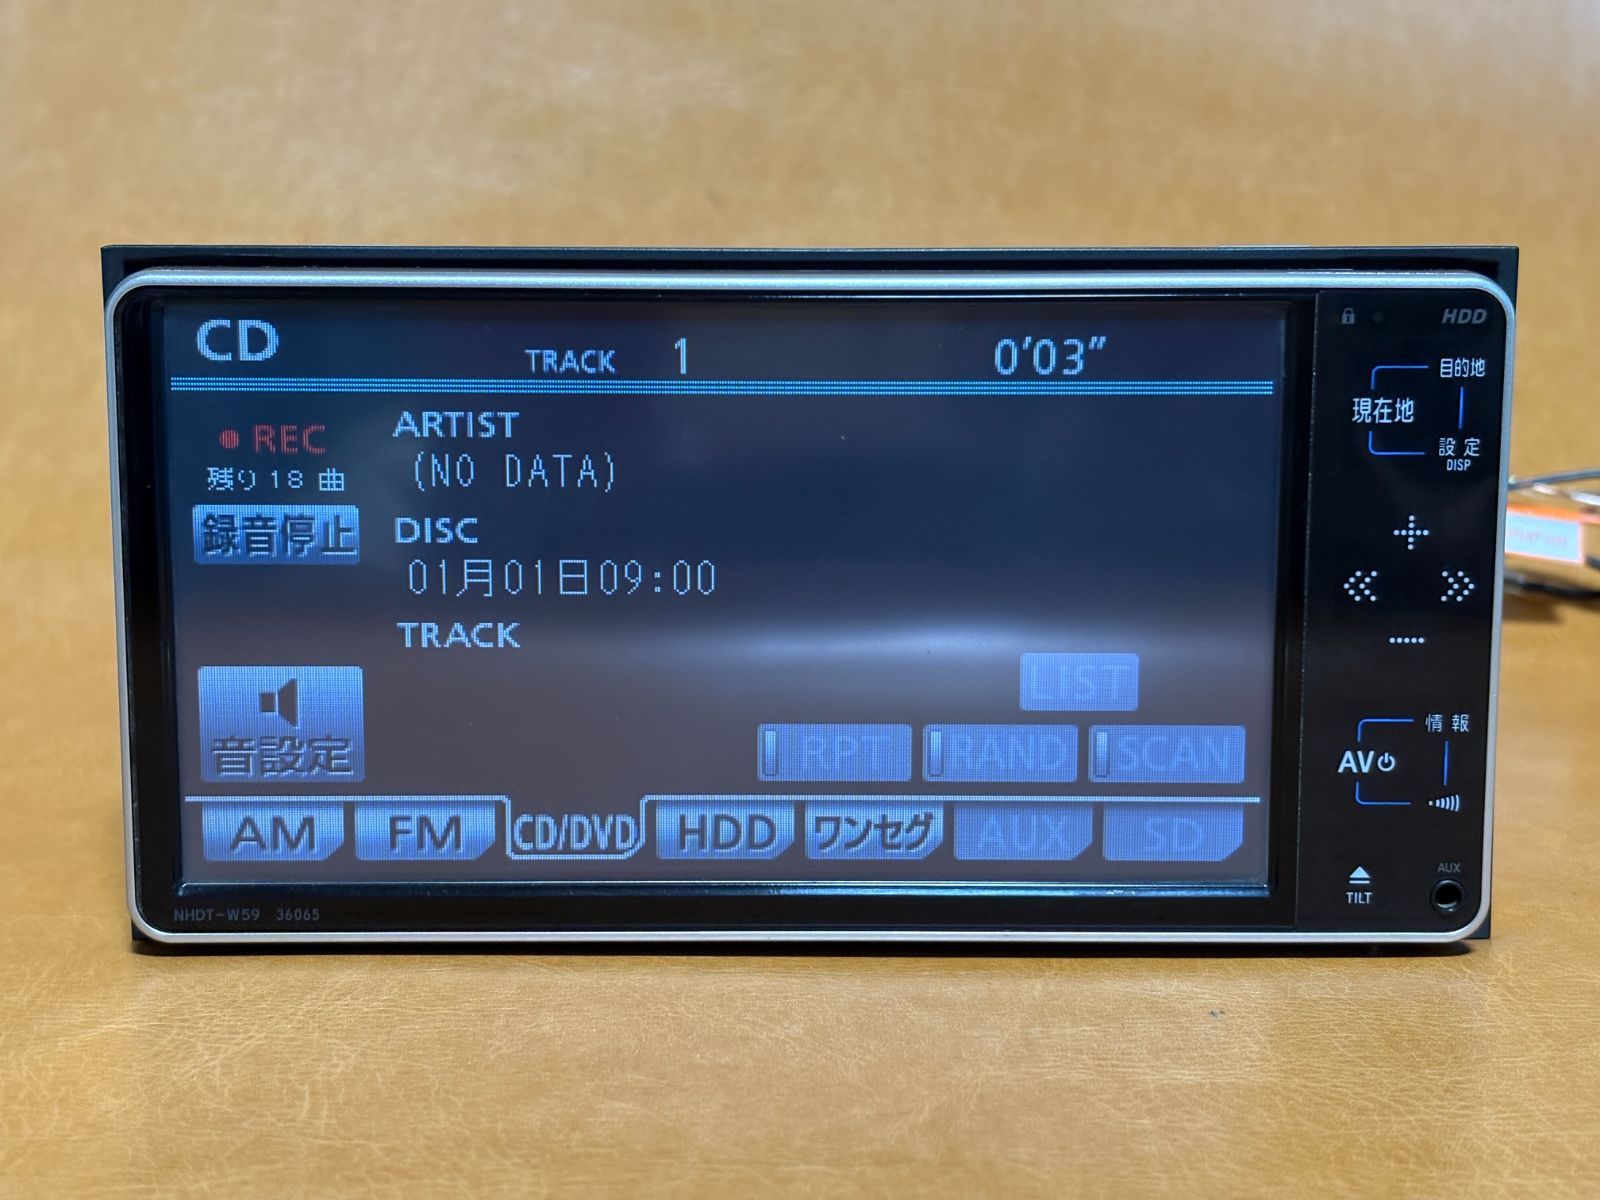 CD
TRACK 1 0'03"
● REC
残り18 曲
録音停止
ARTIST
(NO DATA)
DISC
01月01日09:00
TRACK
LIST
音設定
RPT RAND SCAN
AM FM CD/DVD HDD ワンセグ AUX SD
NHDT-W59 36065
HDD
目的地
現在地
設定
DISP
情報
AV
TILT
AUX